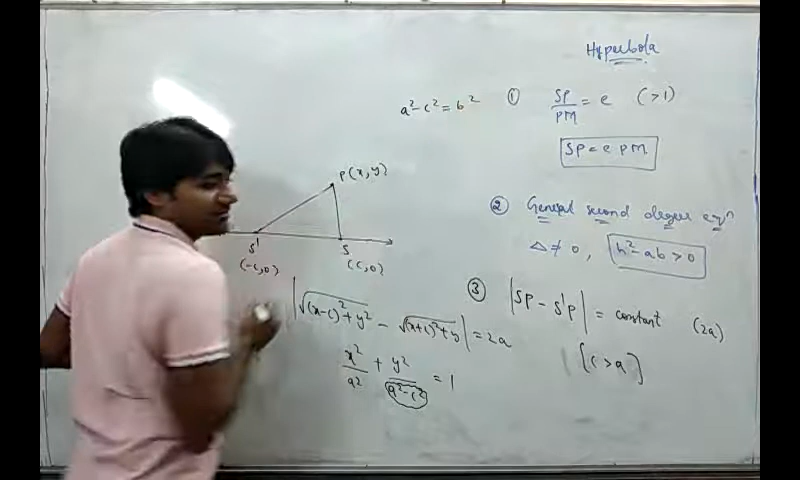 Hyperbola
a² - c² = b²
① SP/PM = e (>1)
SP = e PM
P(x, y)
② General second degree eqⁿ
S'
S
Δ ≠ 0, h² - ab > 0
(-c, 0)
(c, 0)
③ |SP - S'P| = constant (2a)
|√(x-c)² + y² - √(x+c)² + y| = 2a
[c > a]
x²/a² + y²/a² - c² = 1